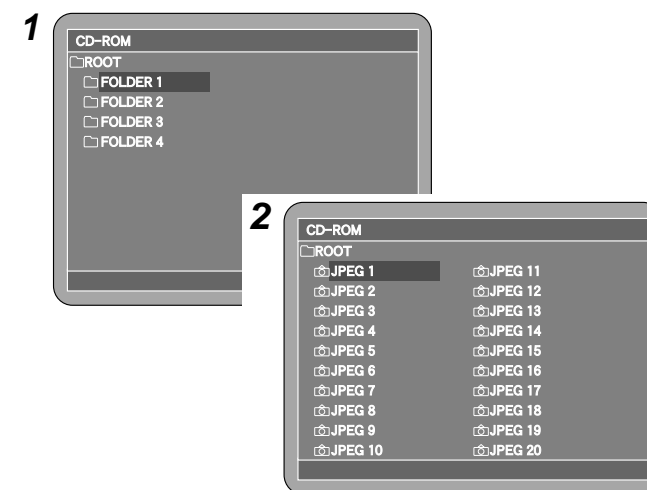 1
CD-ROM
ROOT
FOLDER 1
FOLDER 2
FOLDER 3
FOLDER 4
2
CD-ROM
ROOT
JPEG 1
JPEG 2
JPEG 3
JPEG 4
JPEG 5
JPEG 6
JPEG 7
JPEG 8
JPEG 9
JPEG 10
JPEG 11
JPEG 12
JPEG 13
JPEG 14
JPEG 15
JPEG 16
JPEG 17
JPEG 18
JPEG 19
JPEG 20